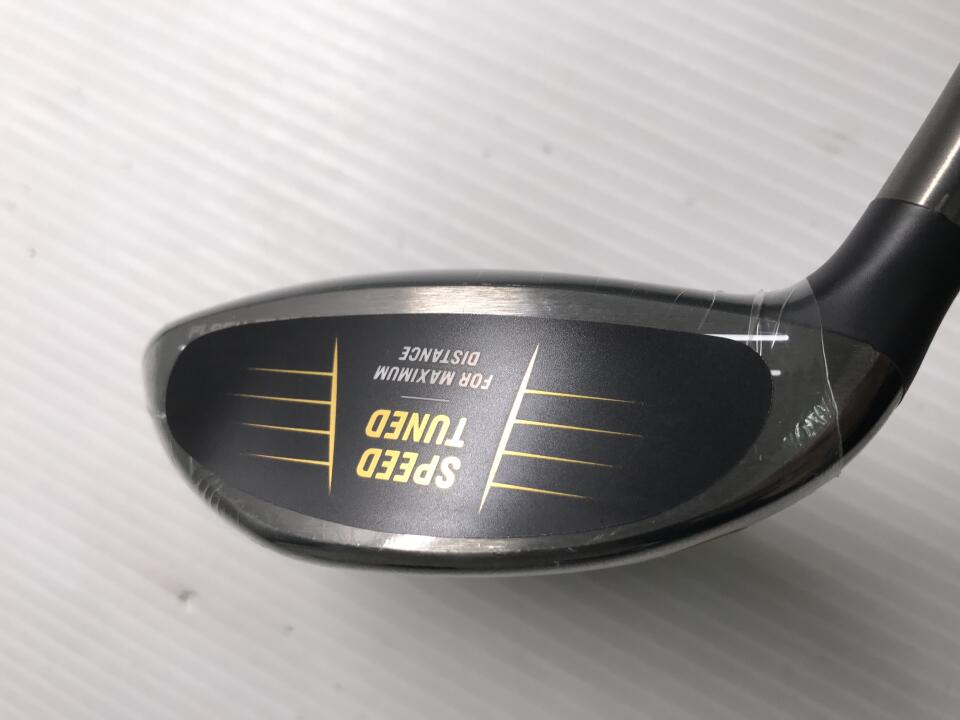 SPEED
TUNED
FOR MAXIMUM
DISTANCE